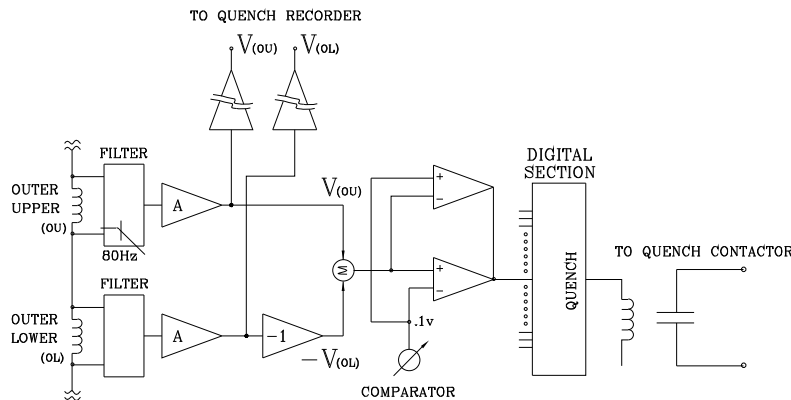 TO QUENCH RECORDER
V(OU)
V(OL)
FILTER
DIGITAL
SECTION
OUTER
UPPER
(OU)
A
V(OU)
+
−
80Hz
TO QUENCH CONTACTOR
FILTER
M
+
−
QUENCH
OUTER
LOWER
(OL)
A
−1
−V(OL)
.1v
COMPARATOR